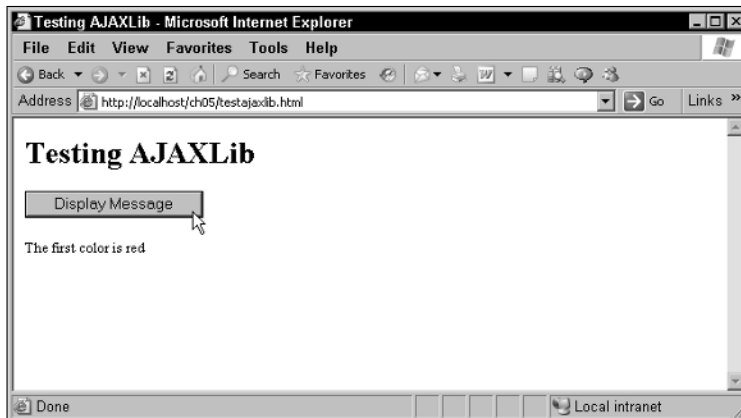 Testing AJAXLib - Microsoft Internet Explorer
File Edit View Favorites Tools Help
Back Search Favorites
Address http://localhost/ch05/testajaxlib.html Go Links »
Testing AJAXLib
Display Message
The first color is red
Done Local intranet